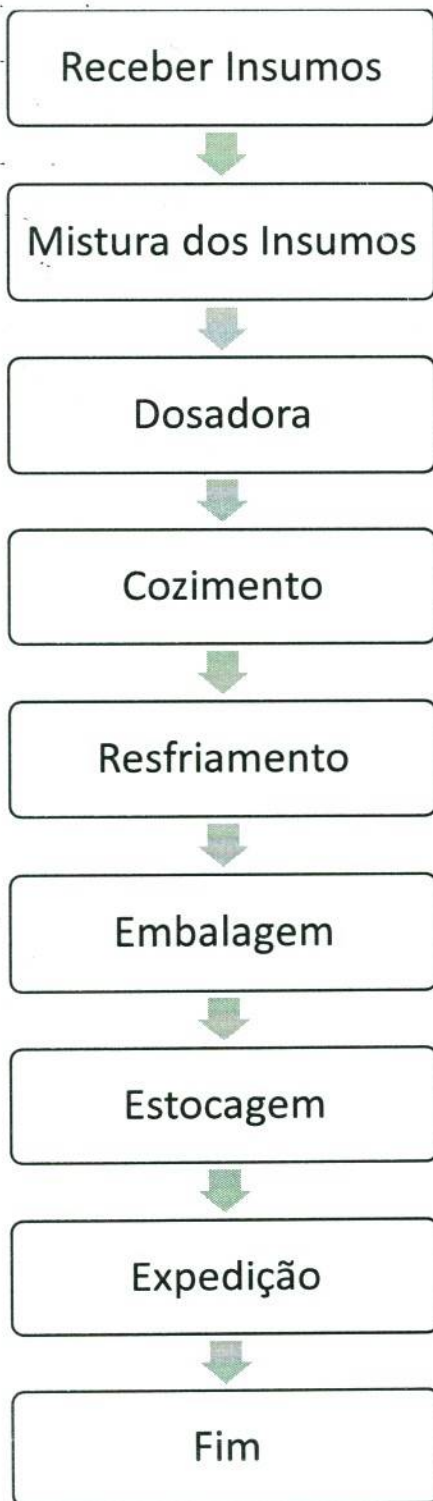 Receber Insumos
Mistura dos Insumos
Dosadora
Cozimento
Resfriamento
Embalagem
Estocagem
Expedição
Fim